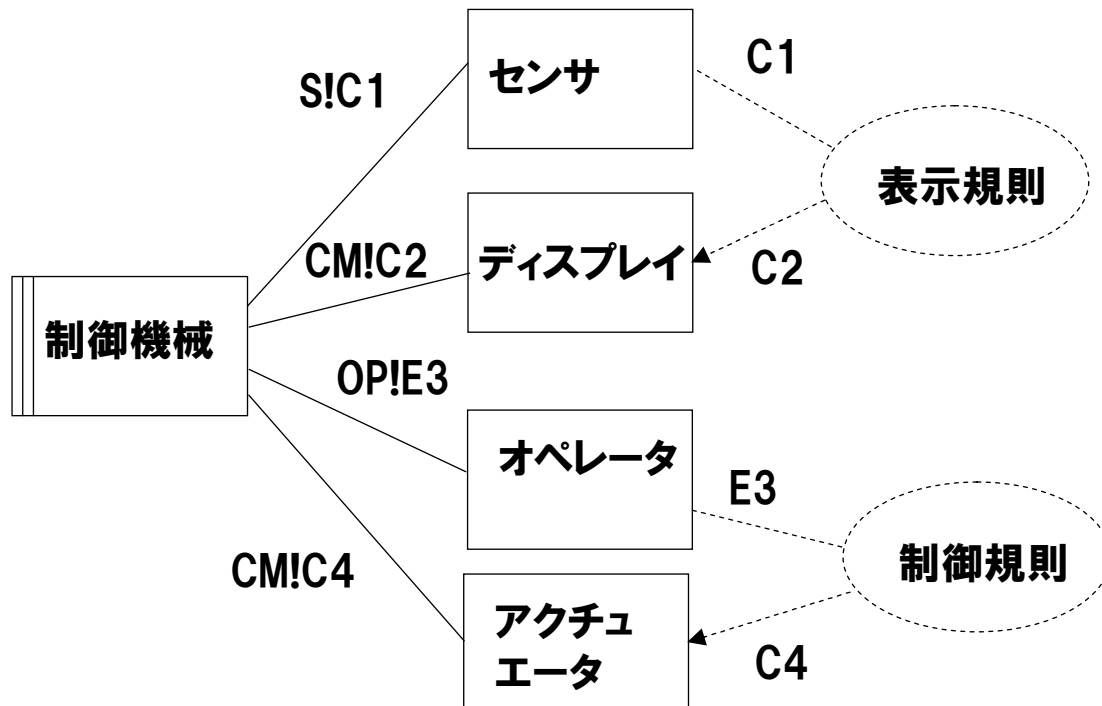 センサ
C1
S!C1
表示規則
CM!C2
ディスプレイ
C2
制御機械
OP!E3
オペレータ
E3
制御規則
CM!C4
アクチュ
エータ
C4